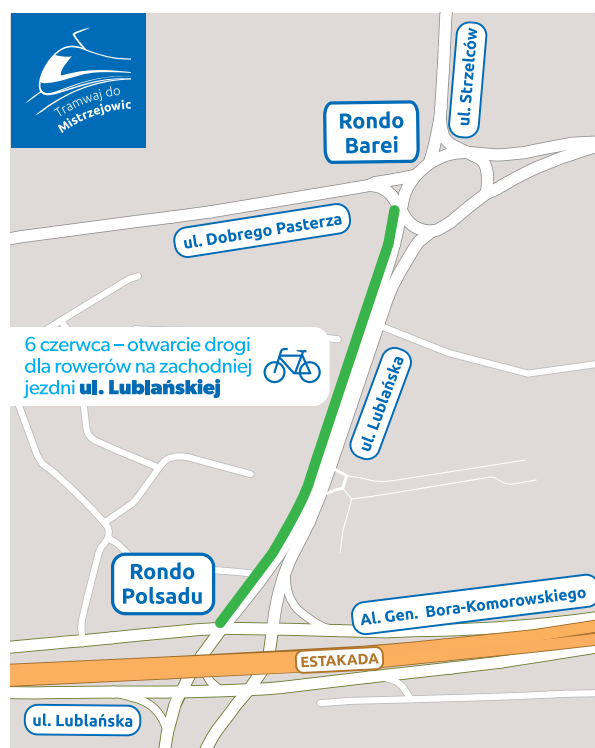 Tramwaj do
Mistrzejowic
ul. Strzelców
Rondo
Barei
ul. Dobrego Pasterza
6 czerwca – otwarcie drogi
dla rowerów na zachodniej
jezdni ul. Lublańskiej
ul. Lublańska
Rondo
Polsadu
Al. Gen. Bora-Komorowskiego
ESTAKADA
ul. Lublańska